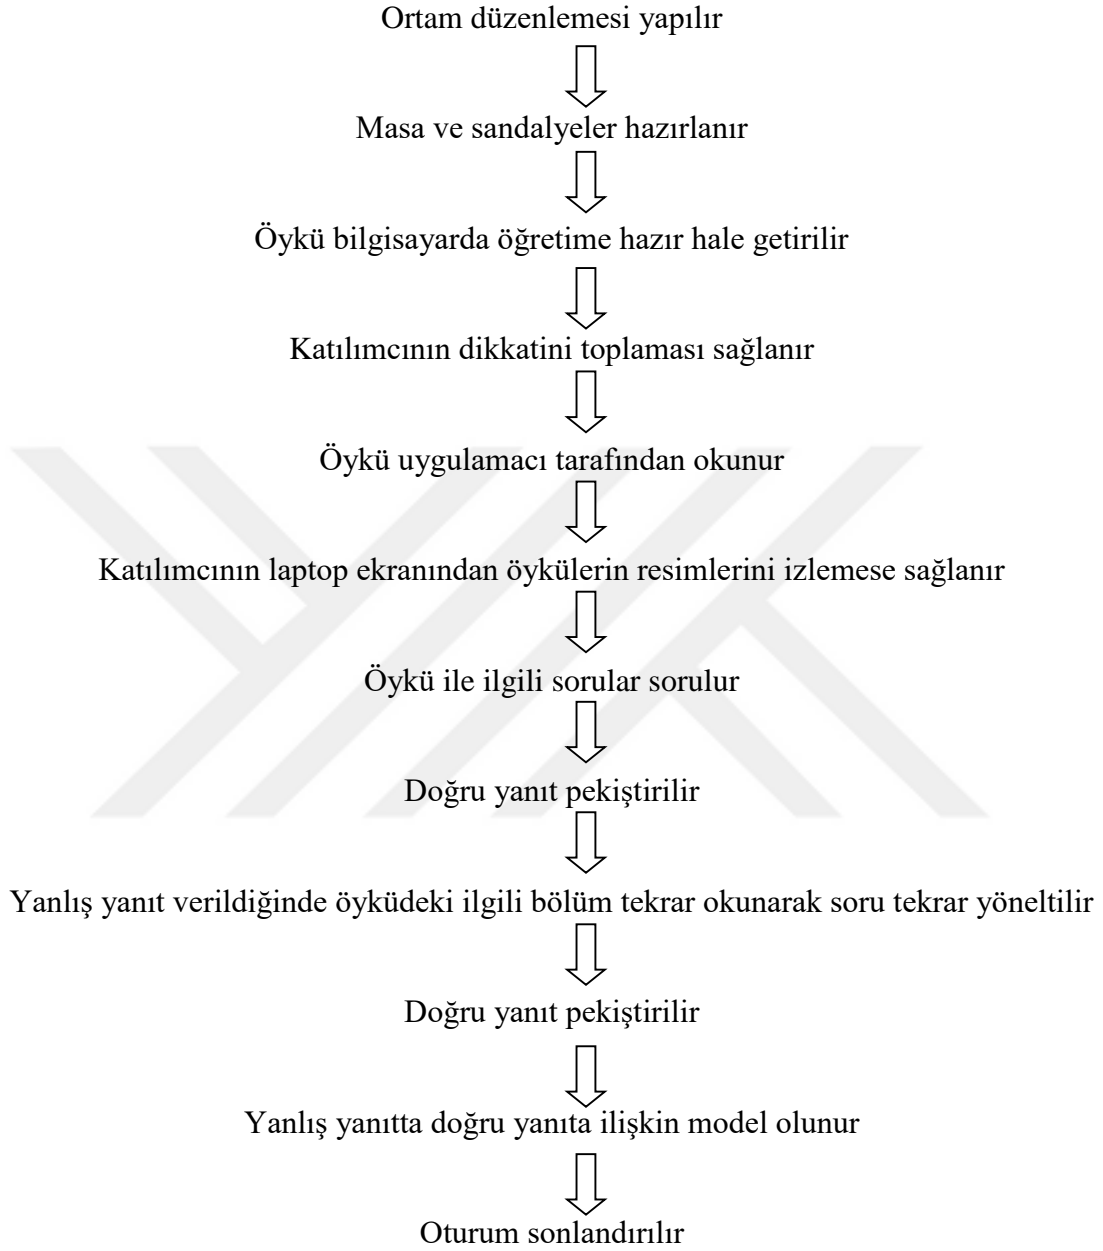 Ortam düzenlemesi yapılır
Masa ve sandalyeler hazırlanır
Öykü bilgisayarda öğretime hazır hale getirilir
Katılımcının dikkatini toplaması sağlanır
Öykü uygulamacı tarafından okunur
Katılımcının laptop ekranından öykülerin resimlerini izlemese sağlanır
Öykü ile ilgili sorular sorulur
Doğru yanıt pekiştirilir
Yanlış yanıt verildiğinde öyküdeki ilgili bölüm tekrar okunarak soru tekrar yöneltilir
Doğru yanıt pekiştirilir
Yanlış yanıtta doğru yanıta ilişkin model olunur
Oturum sonlandırılır